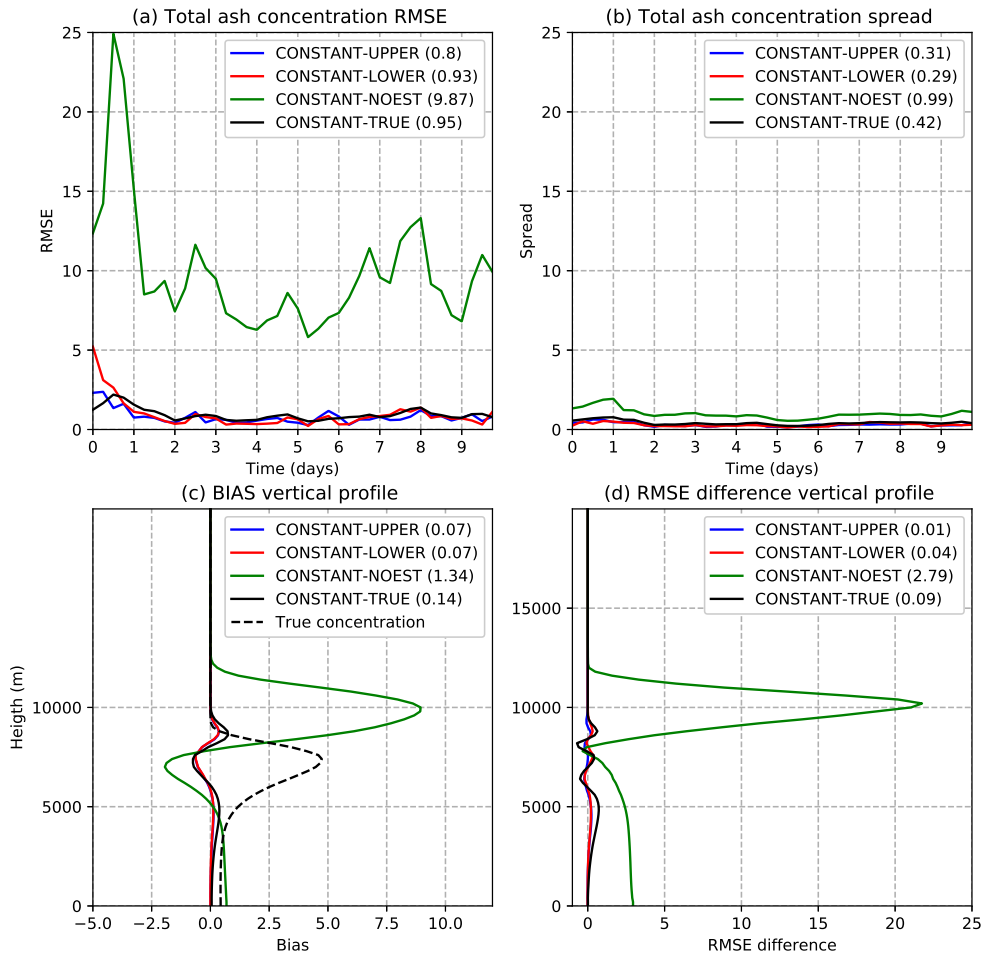 (a) Total ash concentration RMSE
25
20
15
10
5
0
RMSE
CONSTANT-UPPER (0.8)
CONSTANT-LOWER (0.93)
CONSTANT-NOEST (9.87)
CONSTANT-TRUE (0.95)
0 1 2 3 4 5 6 7 8 9
Time (days)
(b) Total ash concentration spread
25
20
15
10
5
0
Spread
CONSTANT-UPPER (0.31)
CONSTANT-LOWER (0.29)
CONSTANT-NOEST (0.99)
CONSTANT-TRUE (0.42)
0 1 2 3 4 5 6 7 8 9
Time (days)
(c) BIAS vertical profile
10000
5000
0
Heigth (m)
CONSTANT-UPPER (0.07)
CONSTANT-LOWER (0.07)
CONSTANT-NOEST (1.34)
CONSTANT-TRUE (0.14)
True concentration
−5.0 −2.5 0.0 2.5 5.0 7.5 10.0
Bias
(d) RMSE difference vertical profile
15000
10000
5000
0
CONSTANT-UPPER (0.01)
CONSTANT-LOWER (0.04)
CONSTANT-NOEST (2.79)
CONSTANT-TRUE (0.09)
0 5 10 15 20 25
RMSE difference